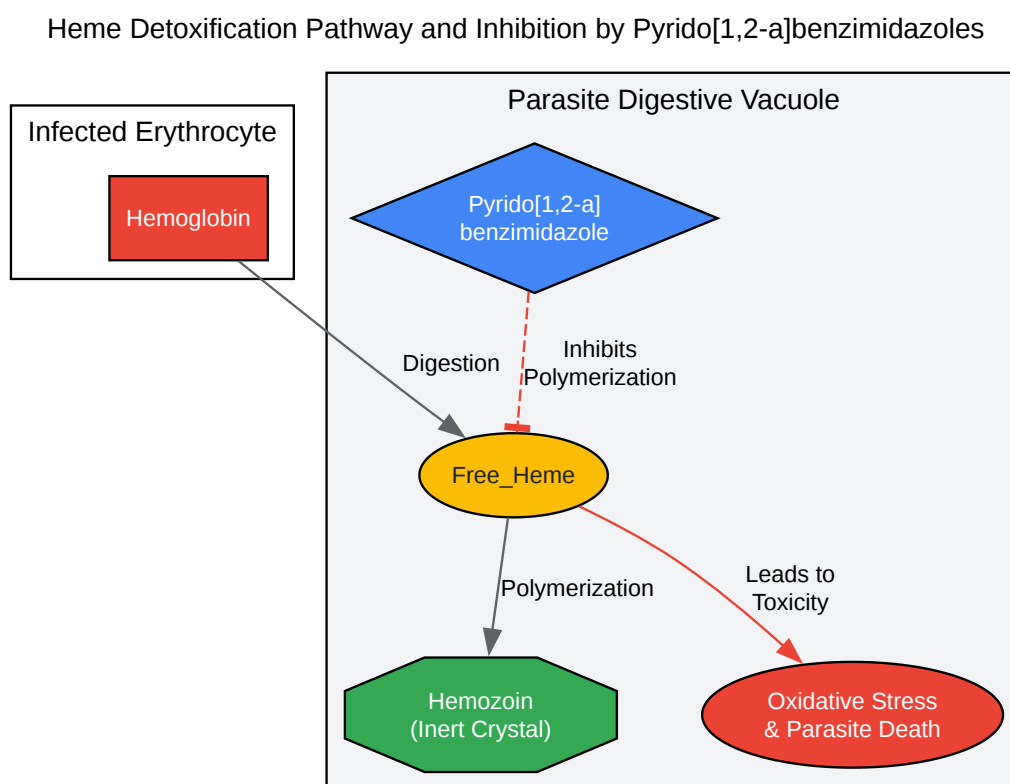 Heme Detoxification Pathway and Inhibition by Pyrido[1,2-a]benzimidazoles
Parasite Digestive Vacuole
Infected Erythrocyte
Pyrido[1,2-a]
benzimidazole
Hemoglobin
Digestion
Inhibits
Polymerization
Free_Heme
Polymerization
Leads to
Toxicity
Hemozoin
(Inert Crystal)
Oxidative Stress
& Parasite Death